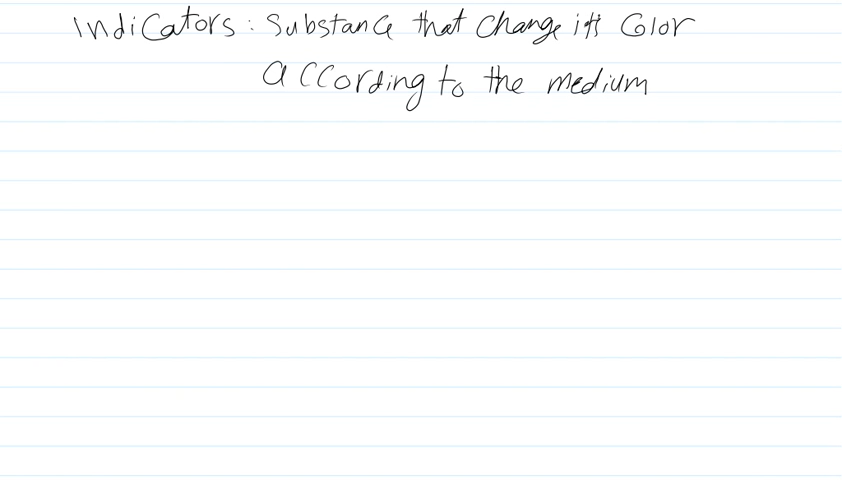 Indicators : Substance that change its Color
according to the medium